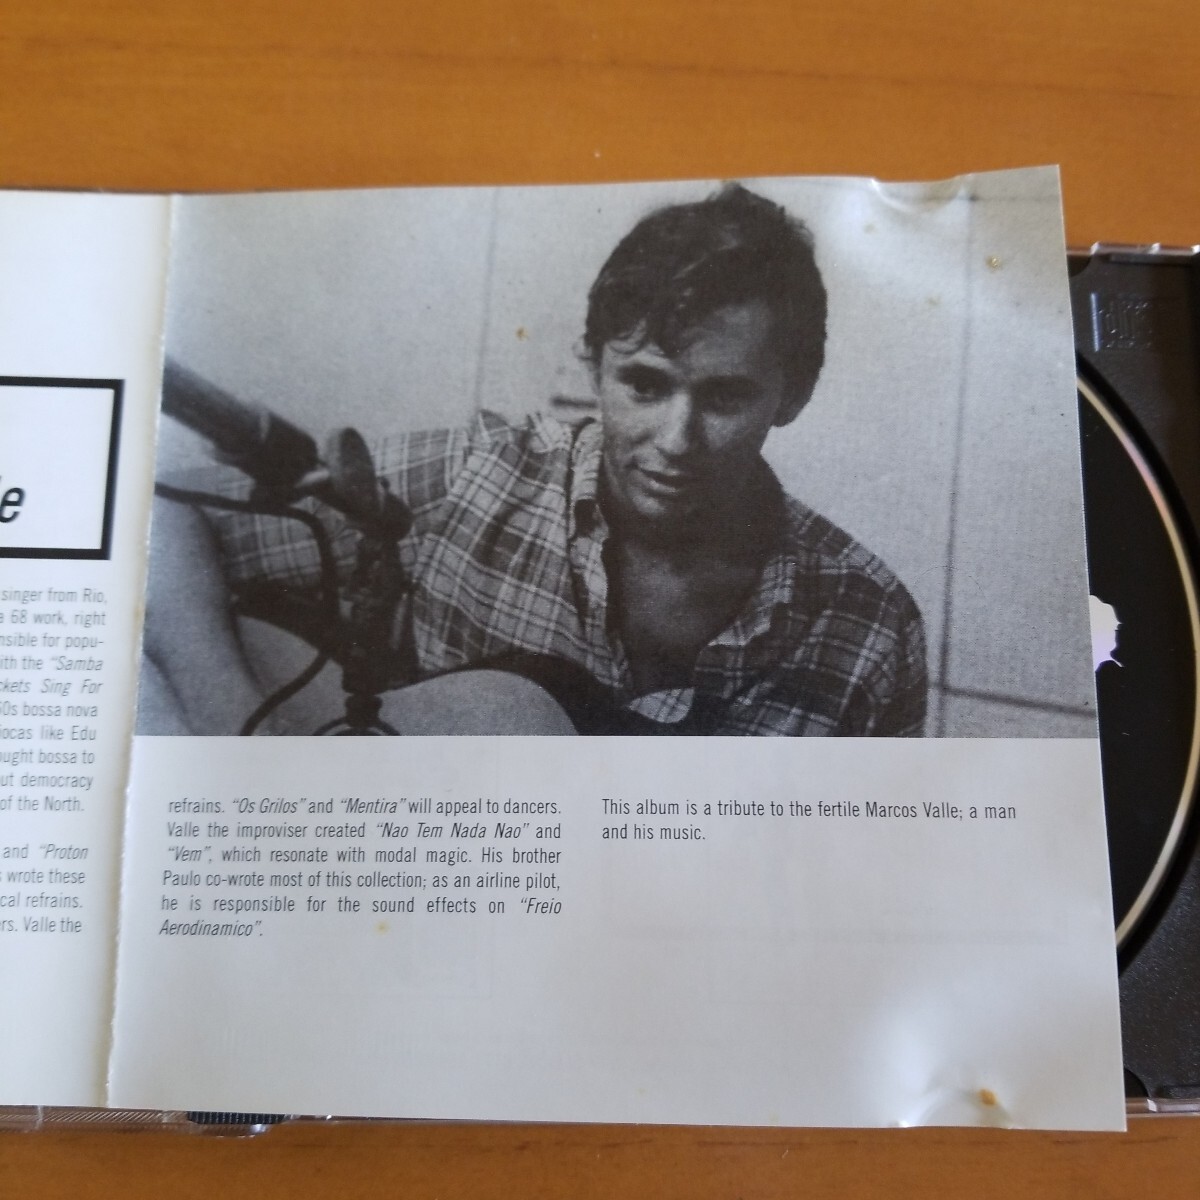 le
singer from Rio,
68 work, right
nsible for popu-
ith the "Samba
ckets Sing For
60s bossa nova
iocas like Edu
ought bossa to
ut democracy
of the North.
and "Proton
s wrote these
cal refrains.
ers. Valle the
refrains. "Os Grilos" and "Mentira" will appeal to dancers.
Valle the improviser created "Nao Tem Nada Nao" and
"Vem", which resonate with modal magic. His brother
Paulo co-wrote most of this collection; as an airline pilot,
he is responsible for the sound effects on "Freio
Aerodinamico".
This album is a tribute to the fertile Marcos Valle; a man
and his music.